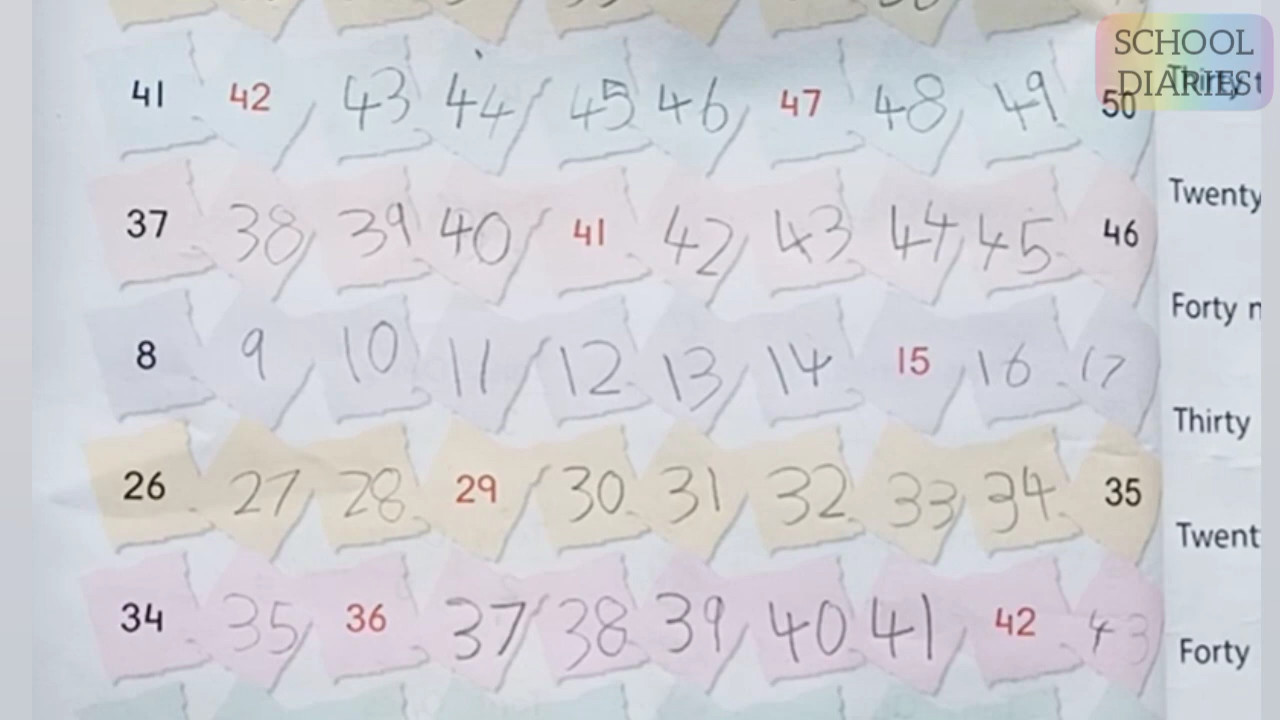 SCHOOL
DIARIES
41 42 43 44 45 46 47 48 49 50
Twenty
37 38 39 40 41 42 43 44 45 46
Forty
8 9 10 11 12 13 14 15 16 17
Thirty
26 27 28 29 30 31 32 33 34 35
Twent
34 35 36 37 38 39 40 41 42 43
Forty